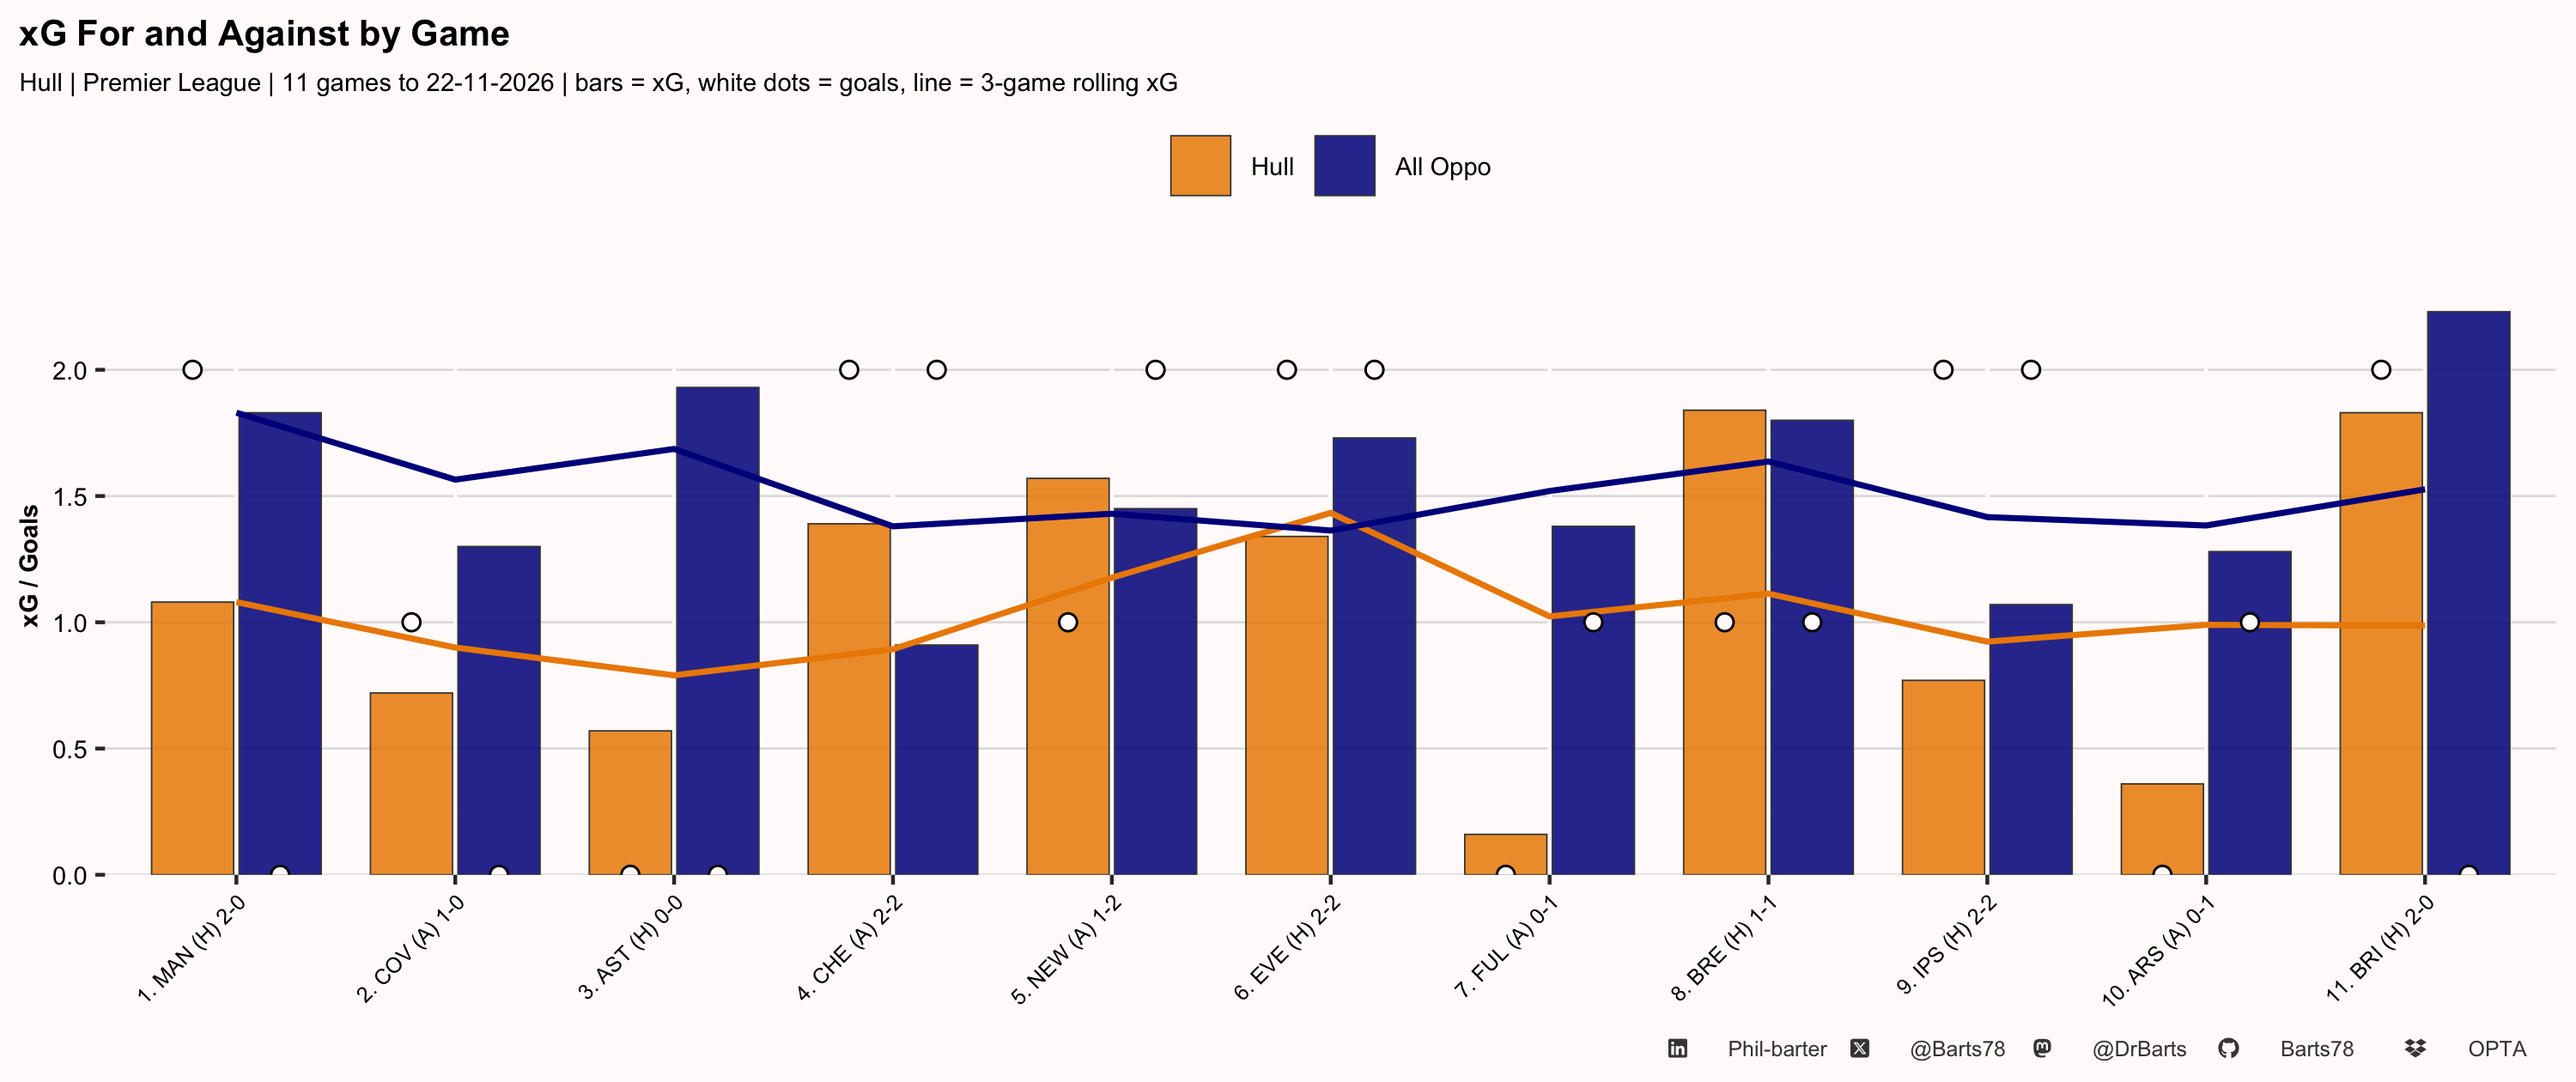 xG For and Against by Game
Hull | Premier League | 11 games to 22-11-2026 | bars = xG, white dots = goals, line = 3-game rolling xG
Hull
All Oppo
xG / Goals
2.0
1.5
1.0
0.5
0.0
1. MAN (H) 2-0
2. COV (A) 1-0
3. AST (H) 0-0
4. CHE (A) 2-2
5. NEW (A) 1-2
6. EVE (H) 2-2
7. FUL (A) 0-1
8. BRE (H) 1-1
9. IPS (H) 2-2
10. ARS (A) 0-1
11. BRI (H) 2-0
Phil-barter @Barts78 @DrBarts Barts78 OPTA